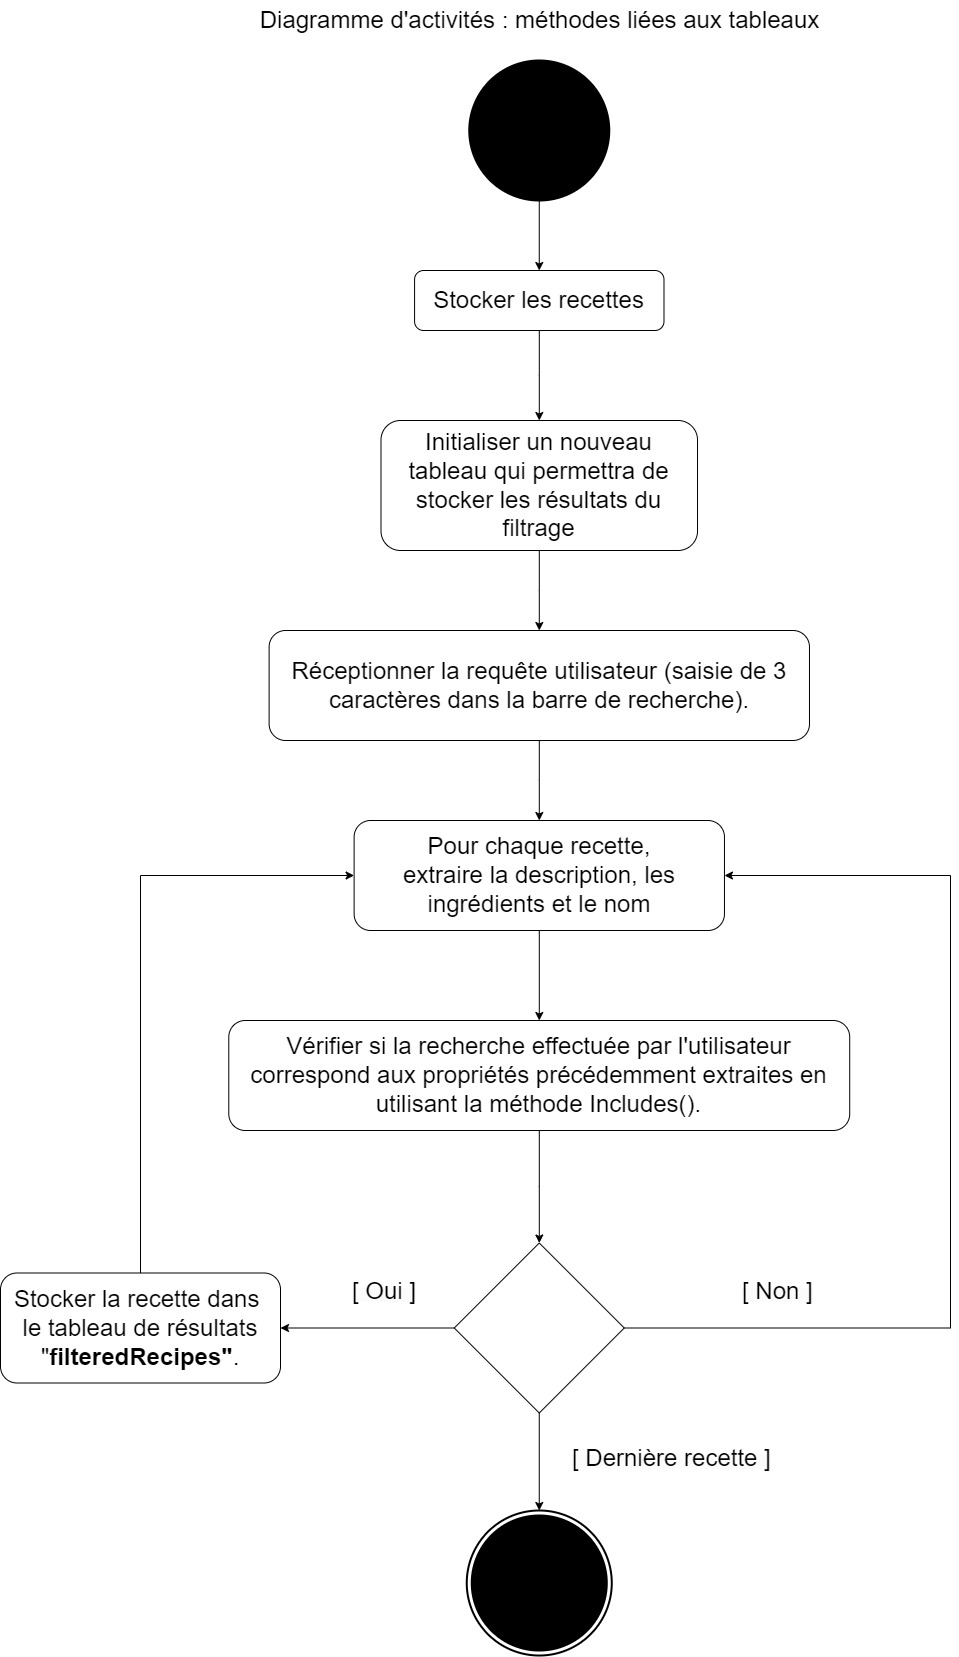 Diagramme d'activités : méthodes liées aux tableaux
Stocker les recettes
Initialiser un nouveau
tableau qui permettra de
stocker les résultats du
filtrage
Réceptionner la requête utilisateur (saisie de 3
caractères dans la barre de recherche).
Pour chaque recette,
extraire la description, les
ingrédients et le nom
Vérifier si la recherche effectuée par l'utilisateur
correspond aux propriétés précédemment extraites en
utilisant la méthode Includes().
[ Oui ]
[ Non ]
Stocker la recette dans
le tableau de résultats
"filteredRecipes".
[ Dernière recette ]